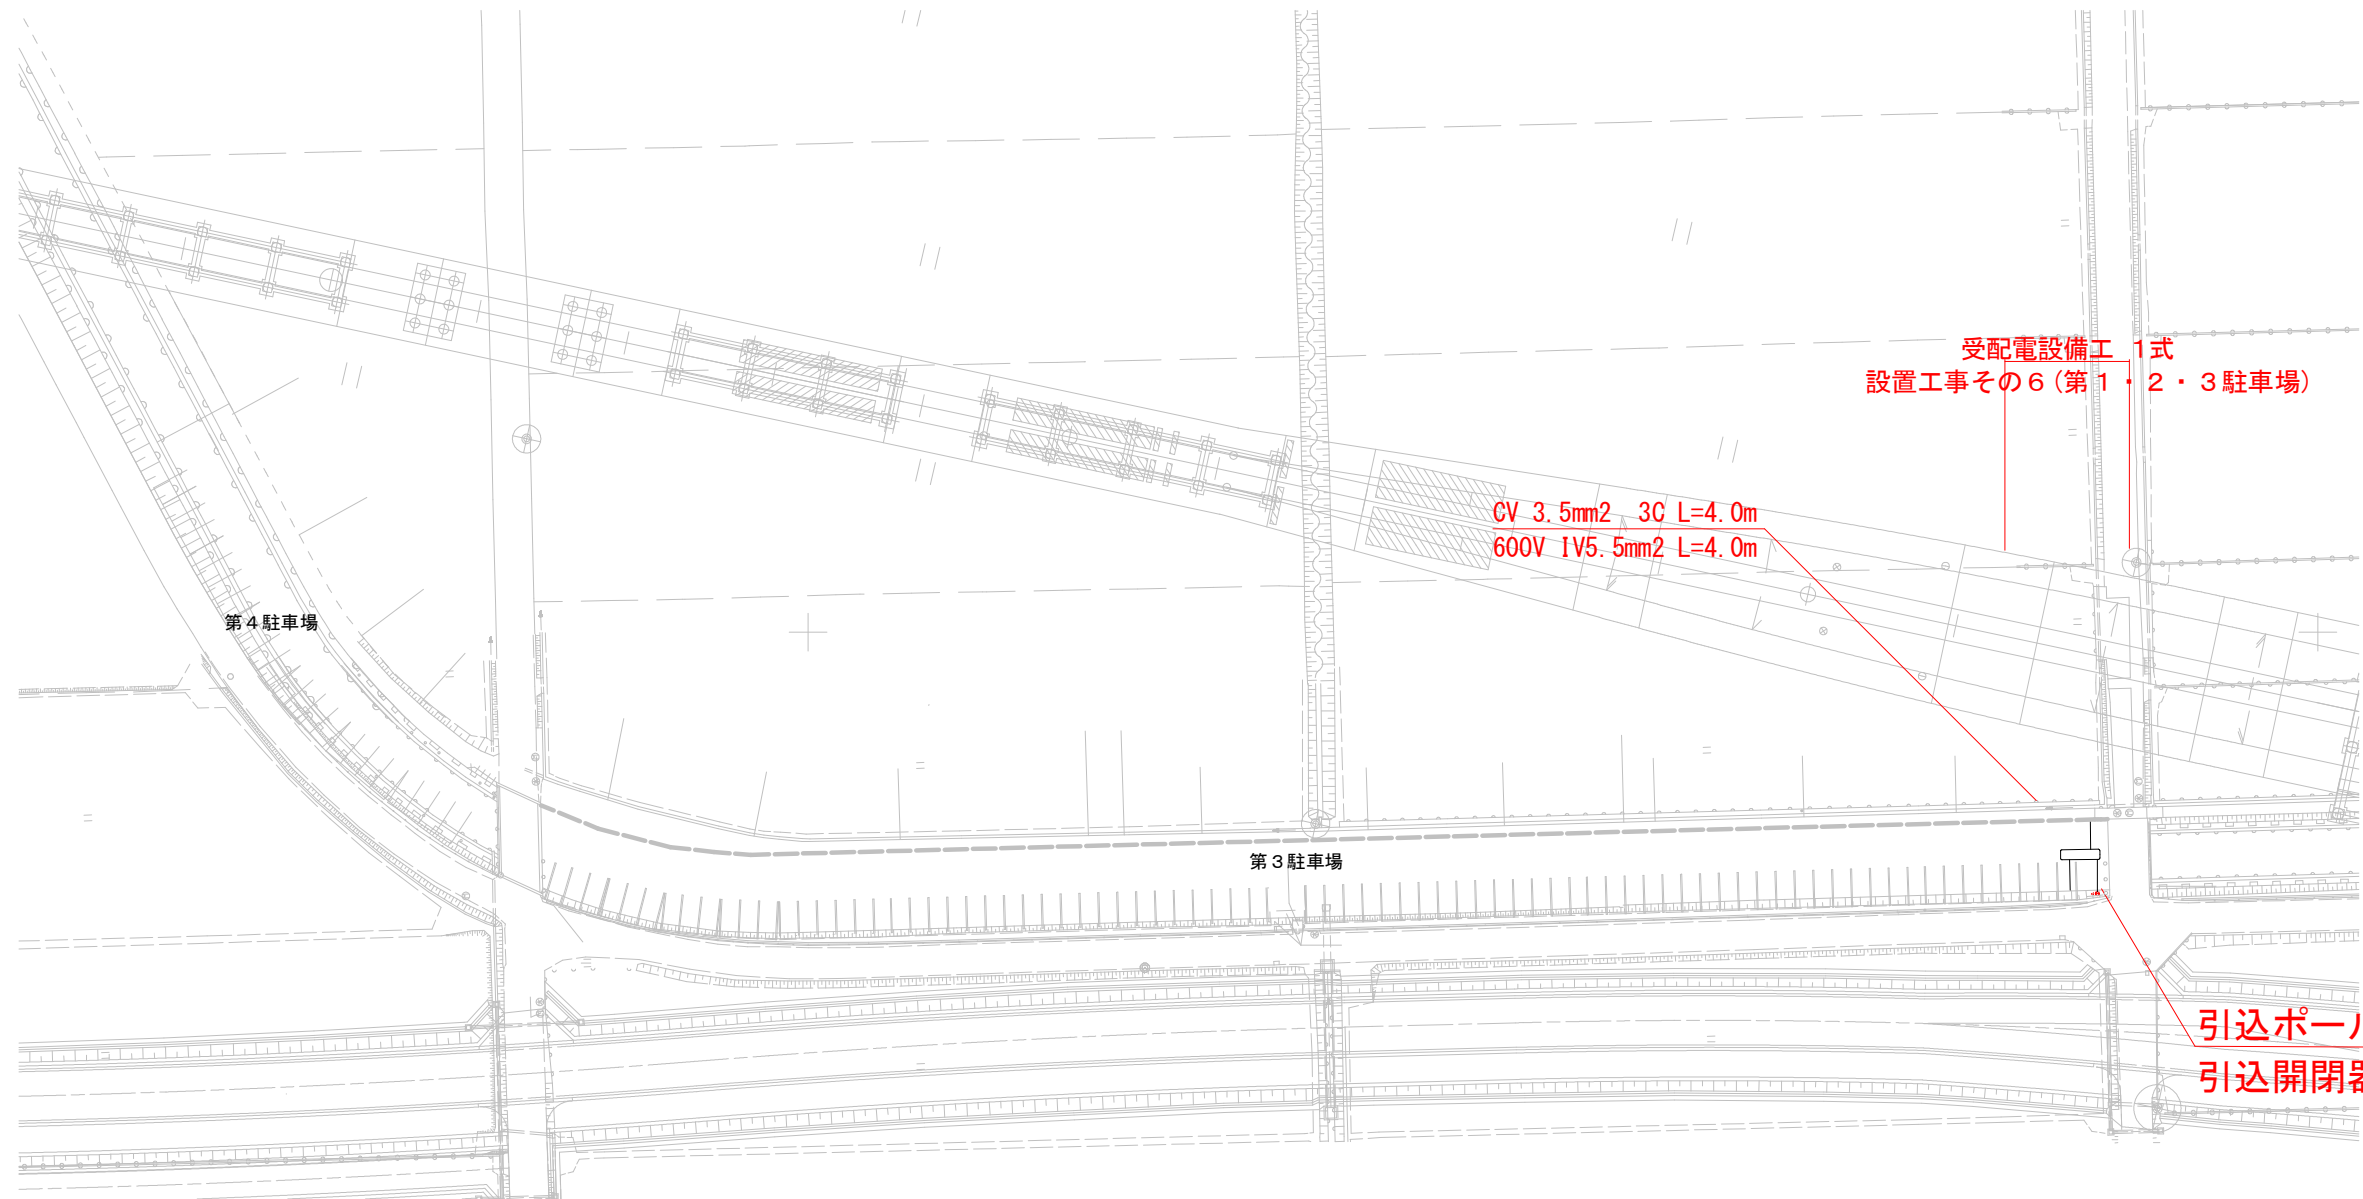 受配電設備工 1式
設置工事その６(第１・２・３駐車場)
CV 3.5mm2 3C L=4.0m
600V IV5.5mm2 L=4.0m
第４駐車場
第３駐車場
引込ポー
引込開閉